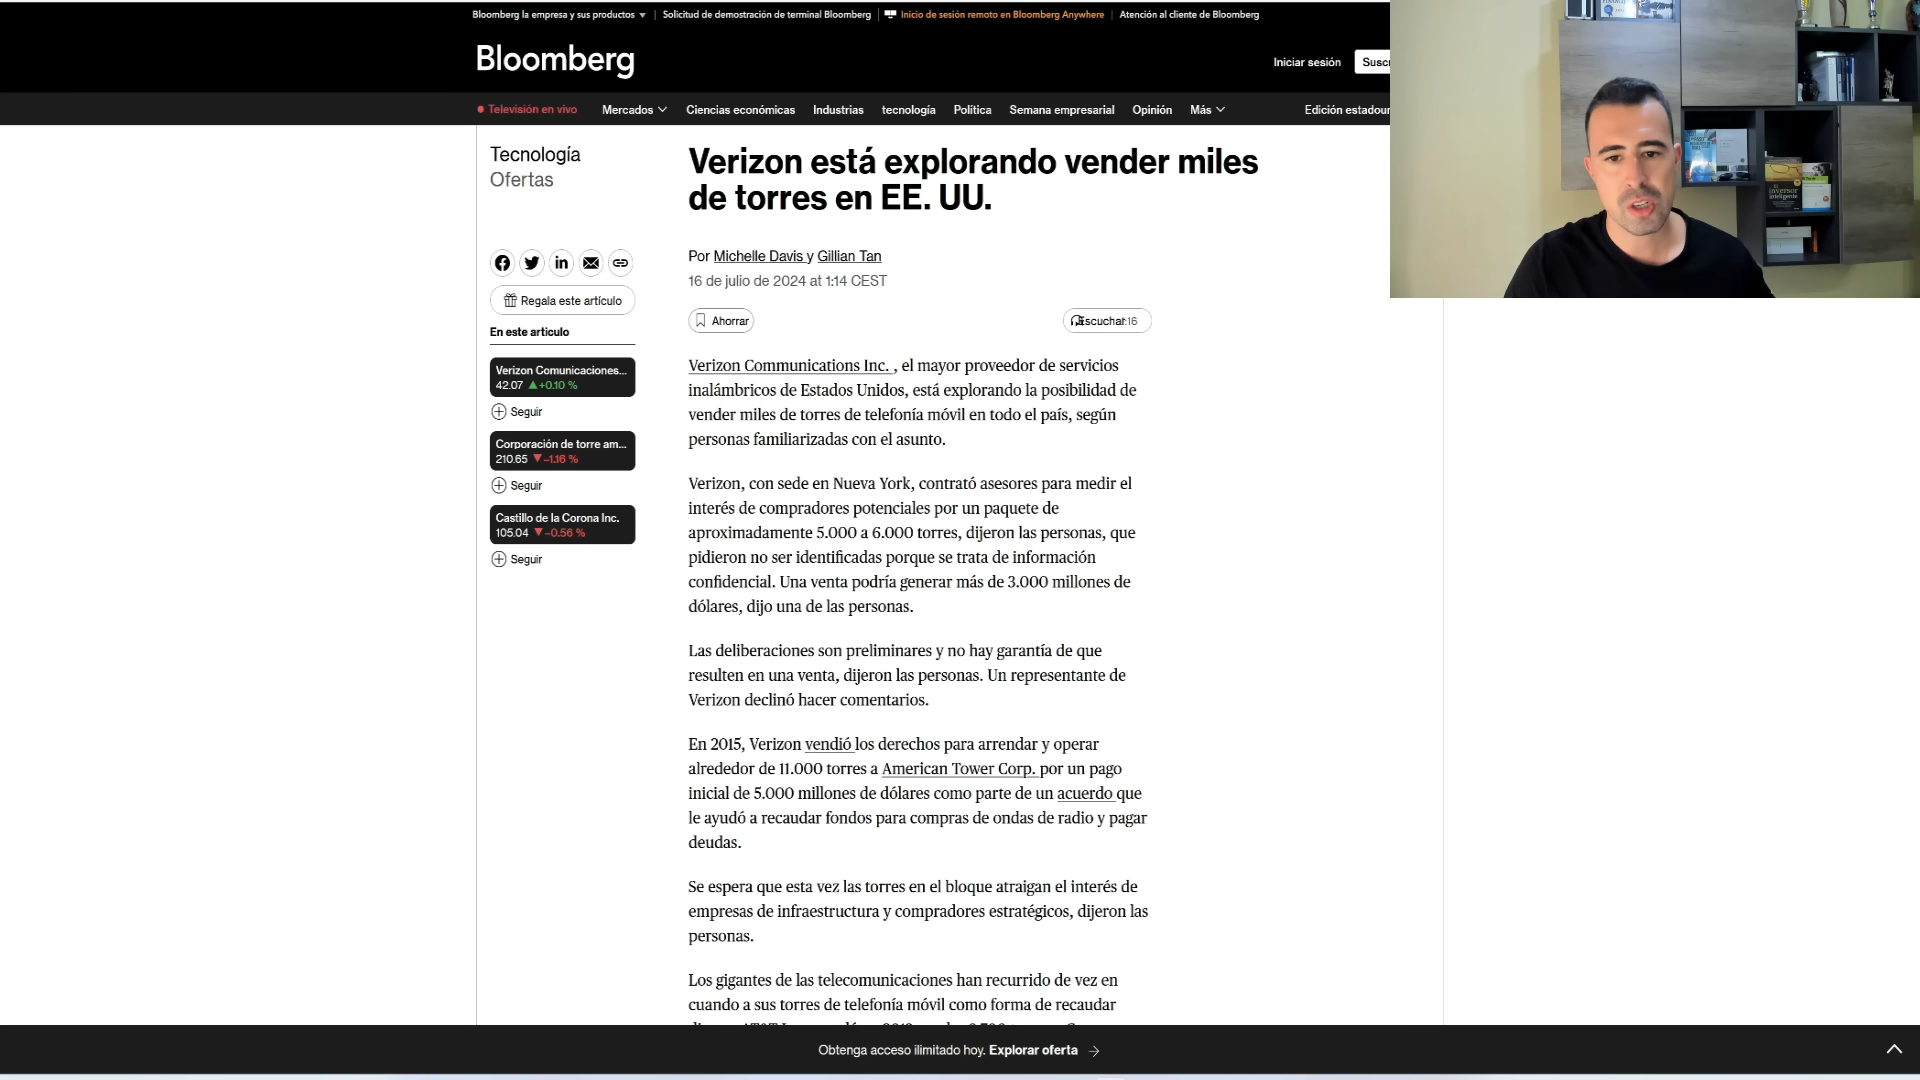 Bloomberg la empresa y sus productos ▾ | Solicitud de demostración de terminal Bloomberg | Inicio de sesión remoto en Bloomberg Anywhere | Atención al cliente de Bloomberg
Bloomberg
Iniciar sesión
Suscr
Televisión en vivo
Mercados
Ciencias económicas
Industrias
tecnología
Política
Semana empresarial
Opinión
Más
Edición estadour
Tecnología
Ofertas
Verizon está explorando vender miles
de torres en EE. UU.
Por Michelle Davis y Gillian Tan
16 de julio de 2024 at 1:14 CEST
Regala este artículo
Ahorrar
Escuchar
1:16
En este artículo
Verizon Comunicaciones...
42.07 ▲+0.10 %
Seguir
Corporación de torre am...
210.65 ▼-1.16 %
Seguir
Castillo de la Corona Inc.
105.04 ▼-0.56 %
Seguir
Verizon Communications Inc. , el mayor proveedor de servicios
inalámbricos de Estados Unidos, está explorando la posibilidad de
vender miles de torres de telefonía móvil en todo el país, según
personas familiarizadas con el asunto.
Verizon, con sede en Nueva York, contrató asesores para medir el
interés de compradores potenciales por un paquete de
aproximadamente 5.000 a 6.000 torres, dijeron las personas, que
pidieron no ser identificadas porque se trata de información
confidencial. Una venta podría generar más de 3.000 millones de
dólares, dijo una de las personas.
Las deliberaciones son preliminares y no hay garantía de que
resulten en una venta, dijeron las personas. Un representante de
Verizon declinó hacer comentarios.
En 2015, Verizon vendió los derechos para arrendar y operar
alrededor de 11.000 torres a American Tower Corp. por un pago
inicial de 5.000 millones de dólares como parte de un acuerdo que
le ayudó a recaudar fondos para compras de ondas de radio y pagar
deudas.
Se espera que esta vez las torres en el bloque atraigan el interés de
empresas de infraestructura y compradores estratégicos, dijeron las
personas.
Los gigantes de las telecomunicaciones han recurrido de vez en
cuando a sus torres de telefonía móvil como forma de recaudar
Obtenga acceso ilimitado hoy. Explorar oferta →
inversor
inteligente